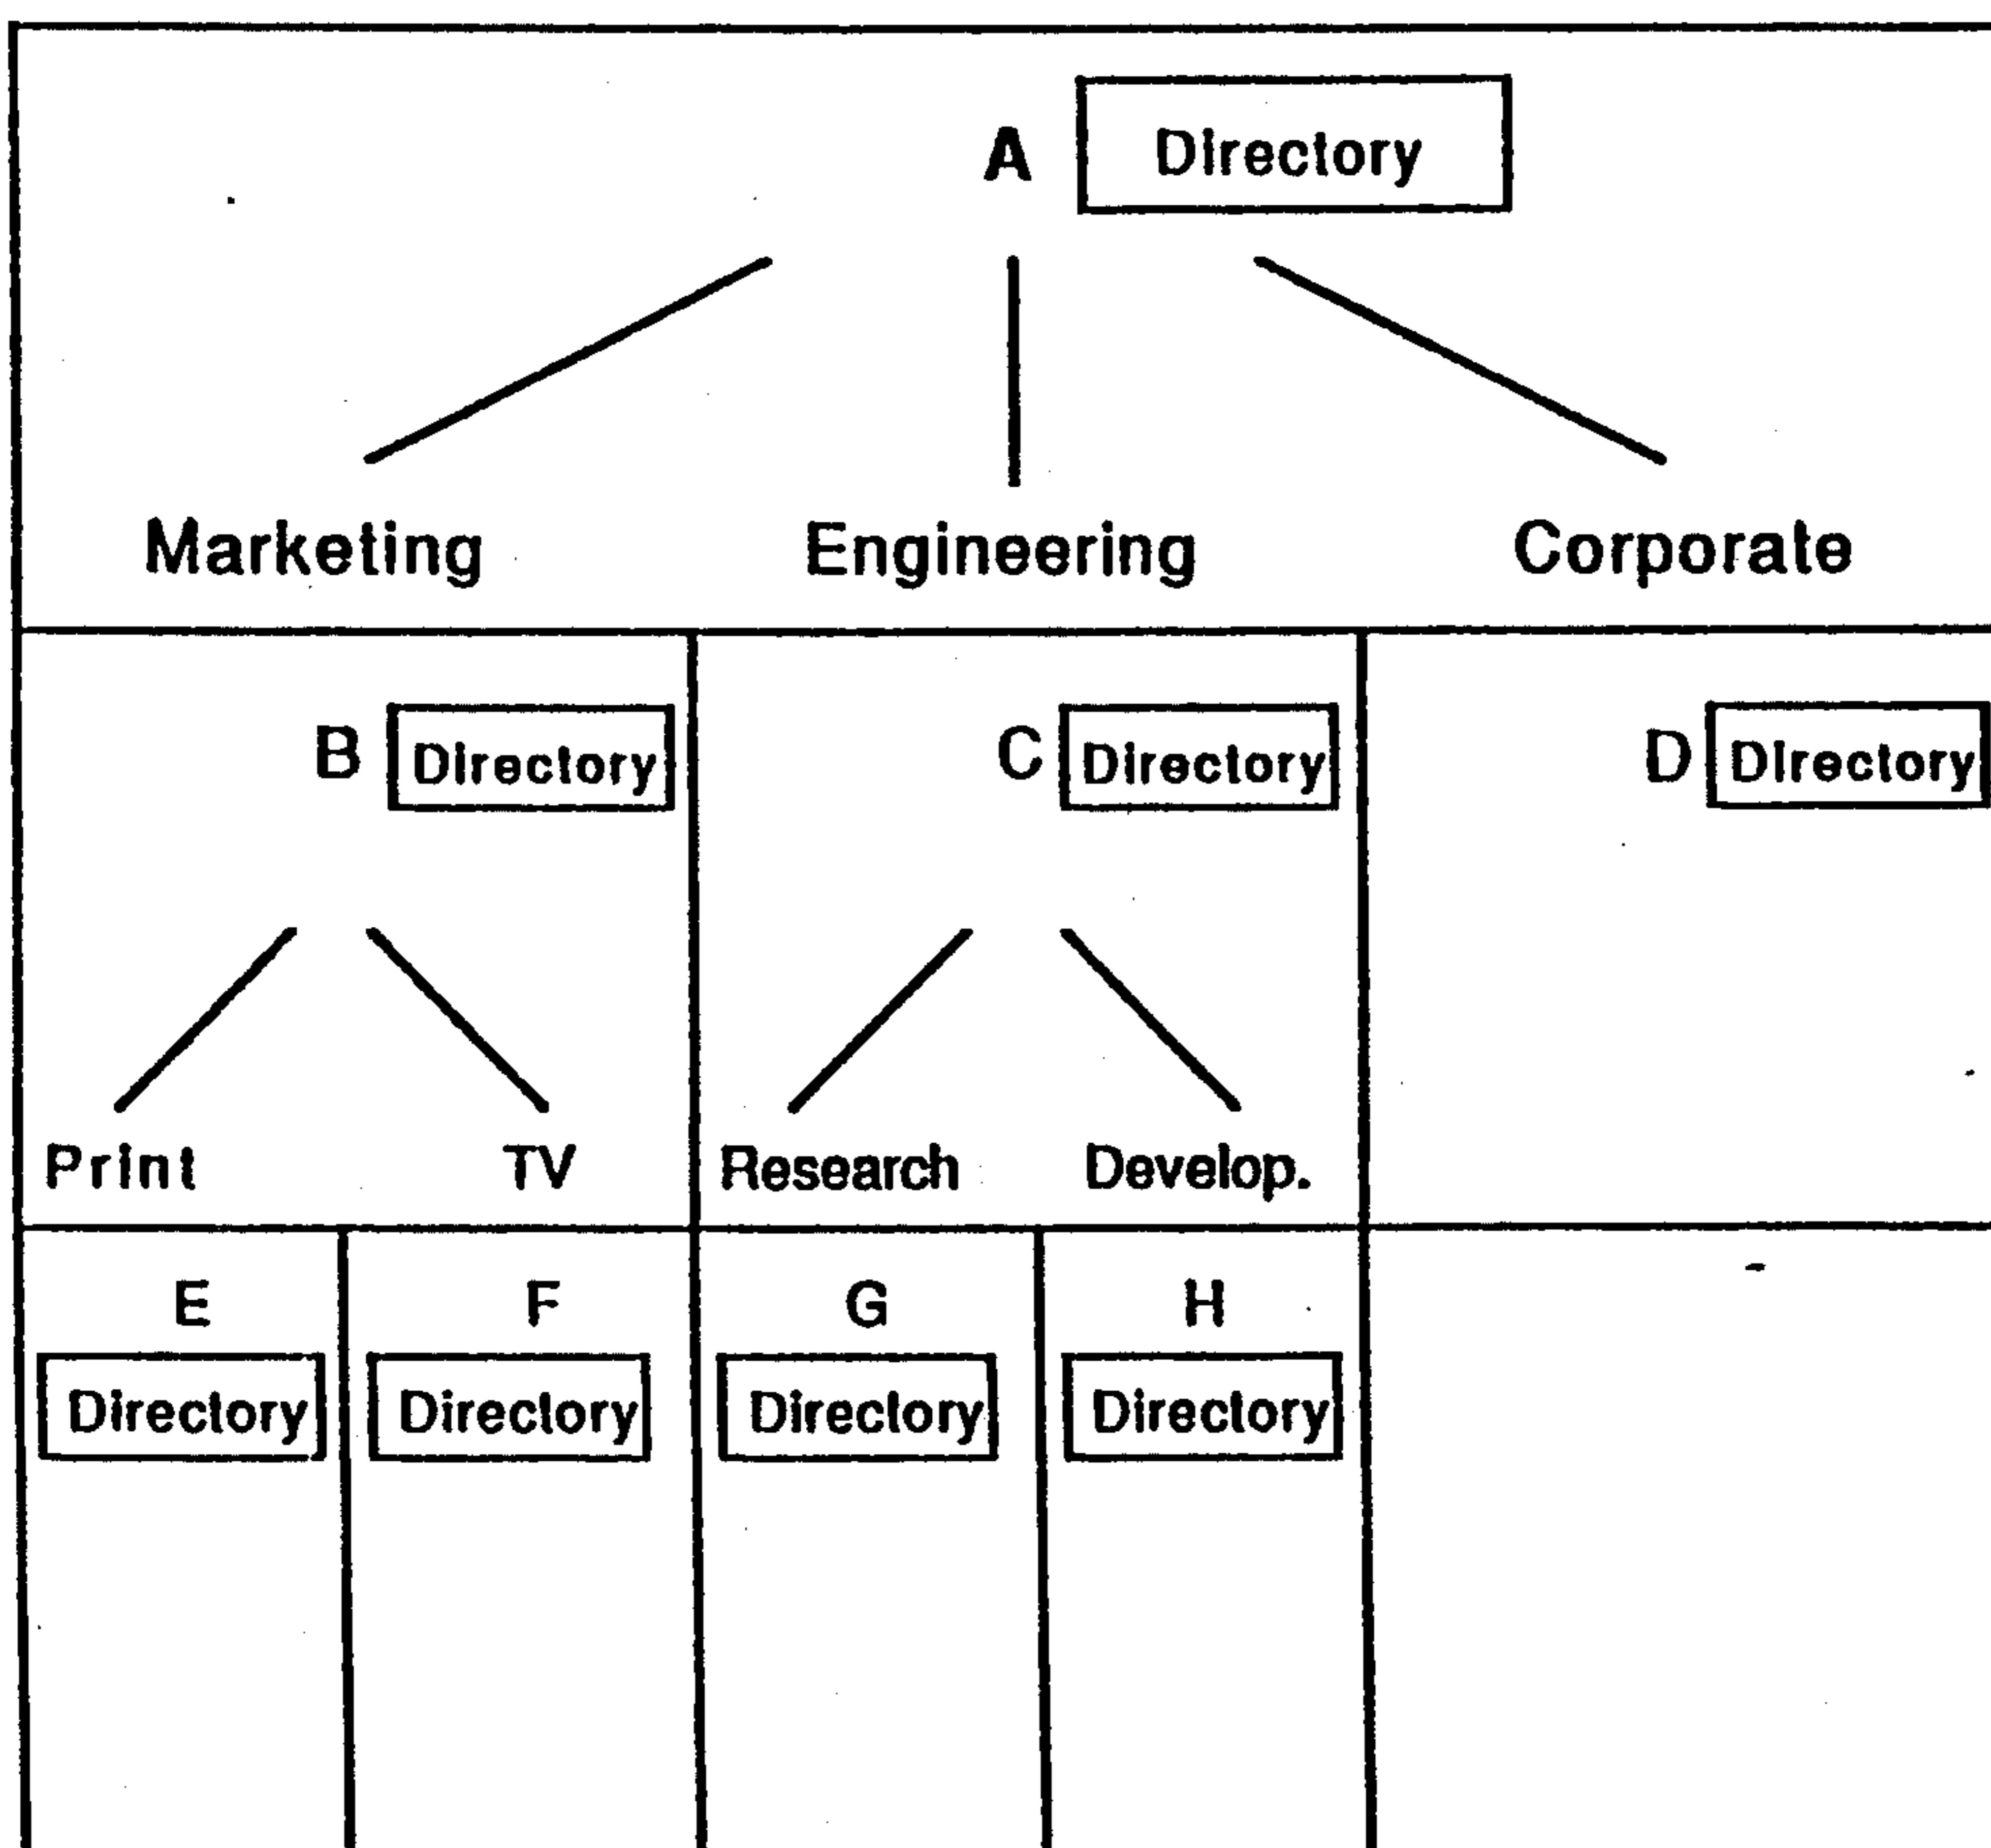 A Directory
Marketing Engineering Corporate
B Directory C Directory D Directory
Print TV Research Develop.
E F G H
Directory Directory Directory Directory